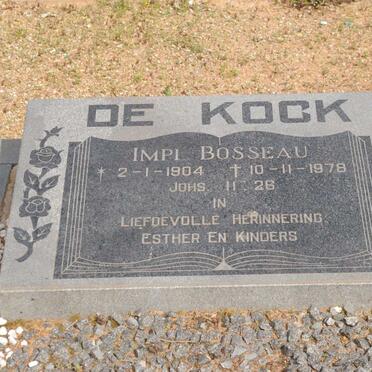 DE KOCK
IMPI BOSSEAU
* 2-1-1904 † 10-11-1978
JOHS. 11. 26
IN
LIEFDEVOLLE HERINNERING
ESTHER EN KINDERS